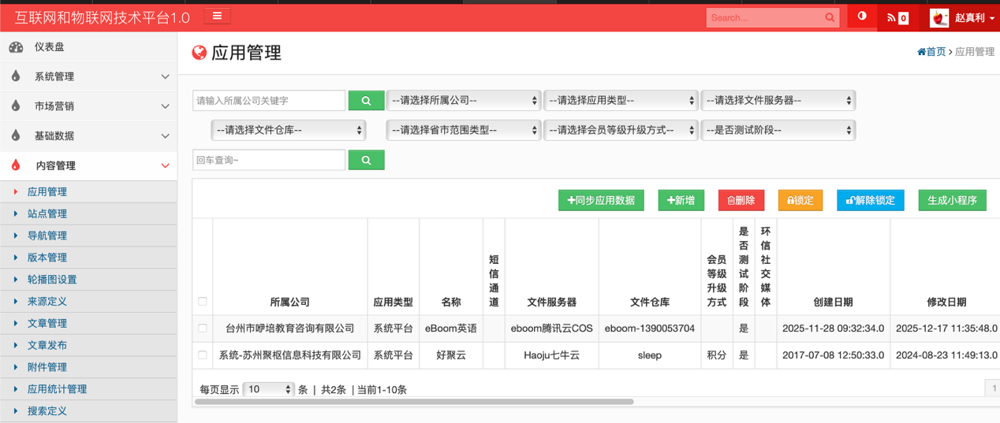 互联网和物联网技术平台1.0
Search...
0
赵真利
仪表盘
系统管理
市场营销
基础数据
内容管理
应用管理
站点管理
导航管理
版本管理
轮播图设置
来源定义
文章管理
文章发布
附件管理
应用统计管理
搜索定义
应用管理
首页 > 应用管理
请输入所属公司关键字
--请选择所属公司--
--请选择应用类型--
--请选择文件服务器--
--请选择文件仓库--
--请选择省市范围类型--
--请选择会员等级升级方式--
--是否测试阶段--
回车查询~
同步应用数据 新增 删除 锁定 解除锁定 生成小程序
所属公司 应用类型 名称 短信通道 文件服务器 文件仓库 会员等级升级方式 是否测试阶段 环信社交媒体 创建日期 修改日期
台州市咿培教育咨询有限公司 系统平台 eBoom英语 eboom腾讯云COS eboom-1390053704 是 2025-11-28 09:32:34.0 2025-12-17 11:35:48.0
系统-苏州聚枢信息科技有限公司 系统平台 好聚云 Haoju七牛云 sleep 积分 是 2017-07-08 12:50:33.0 2024-08-23 11:49:13.0
每页显示 10 条 | 共2条 | 当前1-10条
1